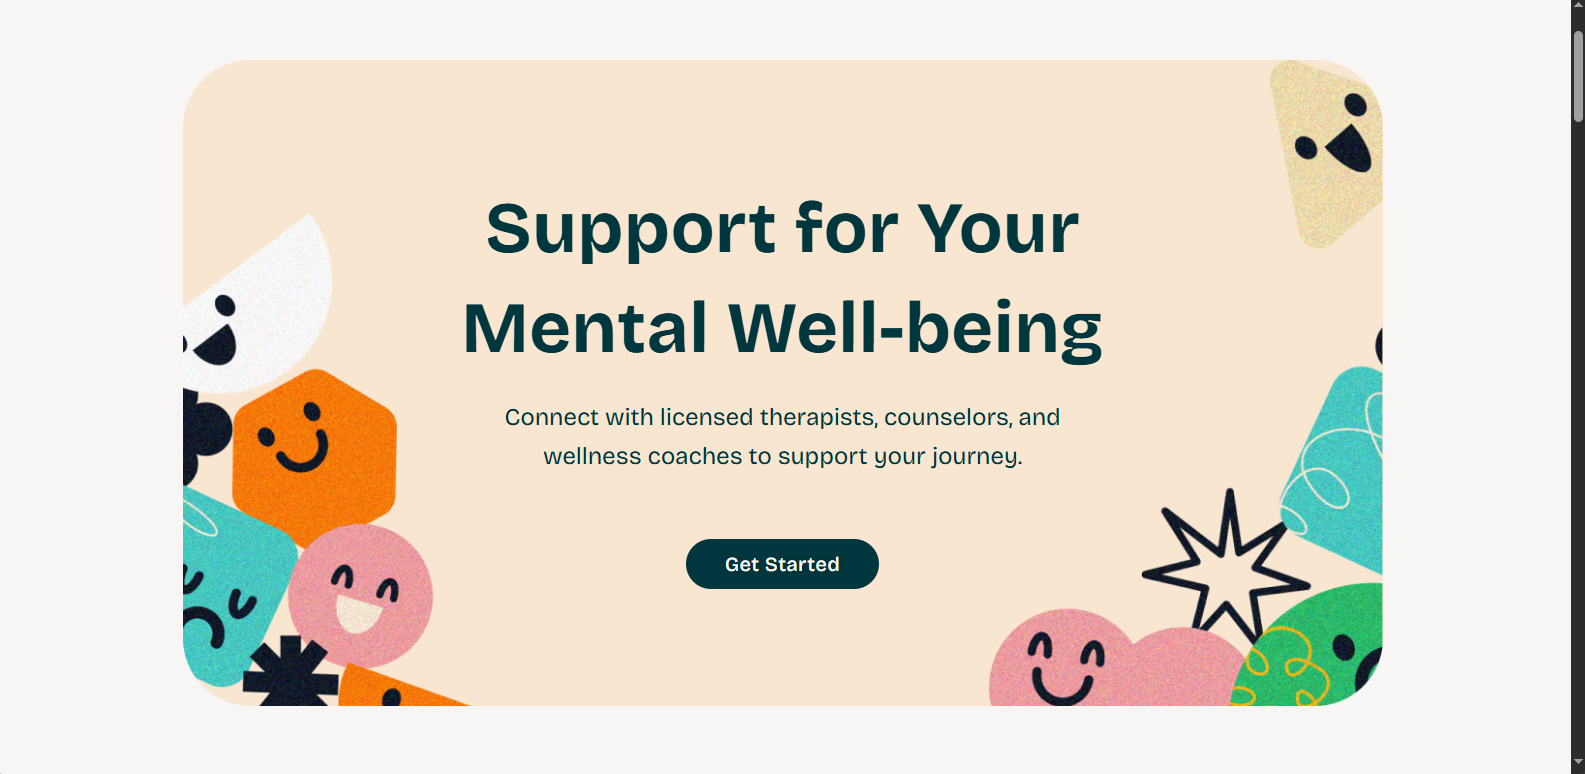 Support for Your
Mental Well-being
Connect with licensed therapists, counselors, and
wellness coaches to support your journey.
Get Started